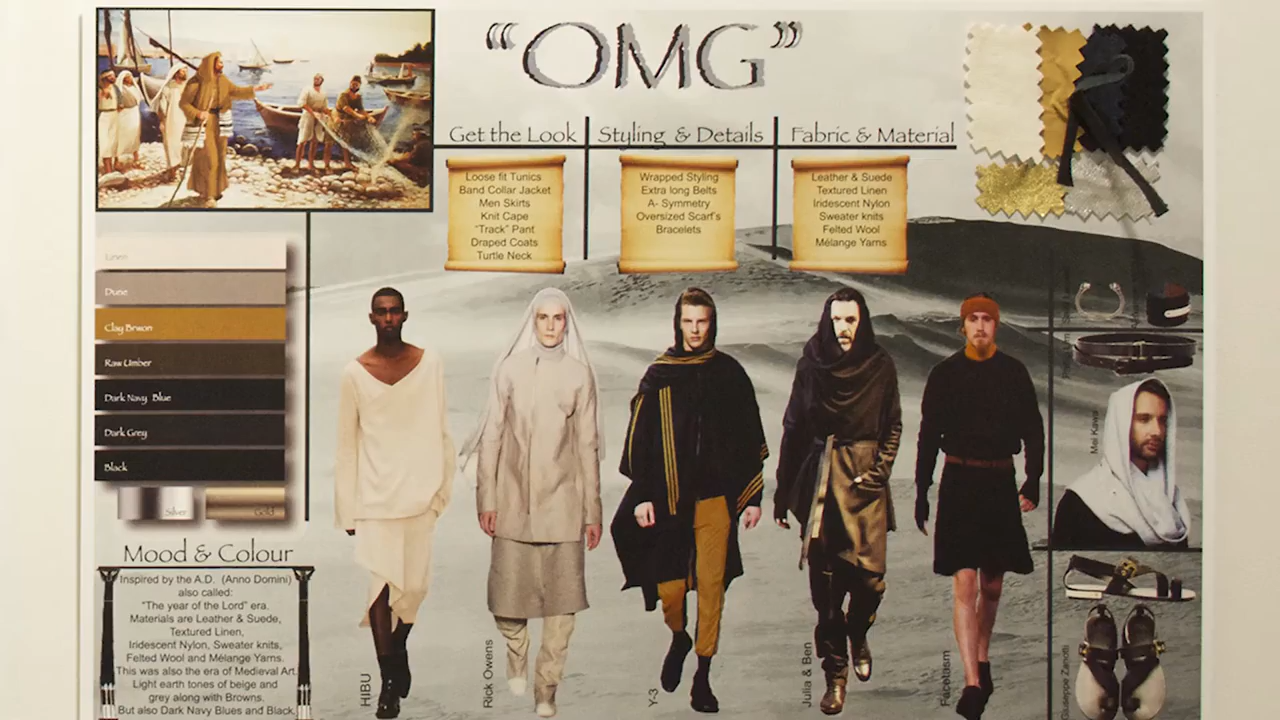 “OMG”
Get the Look
Styling & Details
Fabric & Material
Loose fit Tunics
Band Collar Jacket
Men Skirts
Knit Cape
“Track” Pant
Draped Coats
Turtle Neck
Wrapped Styling
Extra long Belts
A- Symmetry
Oversized Scarf's
Bracelets
Leather & Suede
Textured Linen
Iridescent Nylon
Sweater knits
Felted Wool
Mélange Yarns
Linen
Dune
Clay Brwon
Raw Umber
Dark Navy Blue
Dark Grey
Black
Silver
Gold
Mood & Colour
Inspired by the A.D. (Anno Domini)
also called:
“The year of the Lord” era.
Materials are Leather & Suede,
Textured Linen,
Iridescent Nylon, Sweater knits,
Felted Wool and Mélange Yarns.
This was also the era of Medieval Art.
Light earth tones of beige and
grey along with Browns.
But also Dark Navy Blues and Black,
HIBU
Rick Owens
Y-3
Julia & Ben
Facetasm
Mei Kawa
Giuseppe Zanotti